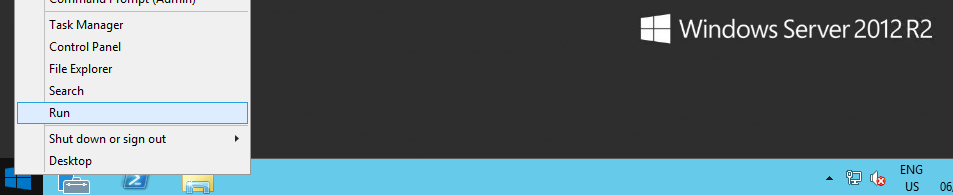 Command Prompt (Admin)
Task Manager
Control Panel
File Explorer
Search
Run
Shut down or sign out
Desktop
Windows Server 2012 R2
ENG
US
06